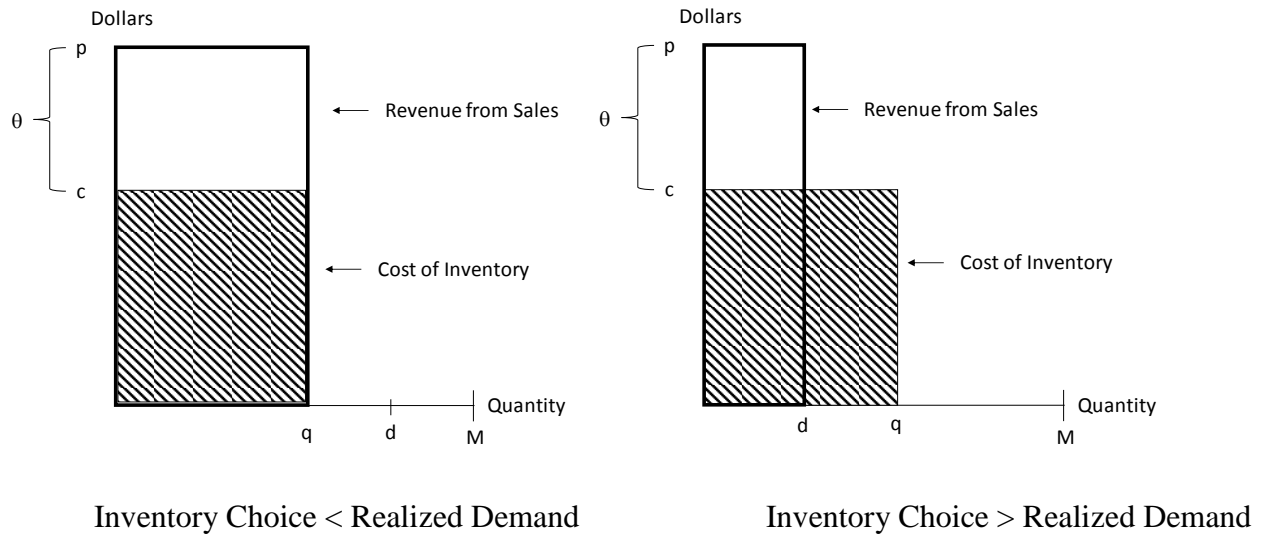 Dollars
p
θ
Revenue from Sales
c
Cost of Inventory
Quantity
q
d
M
Inventory Choice < Realized Demand
Dollars
p
θ
Revenue from Sales
c
Cost of Inventory
Quantity
d
q
M
Inventory Choice > Realized Demand